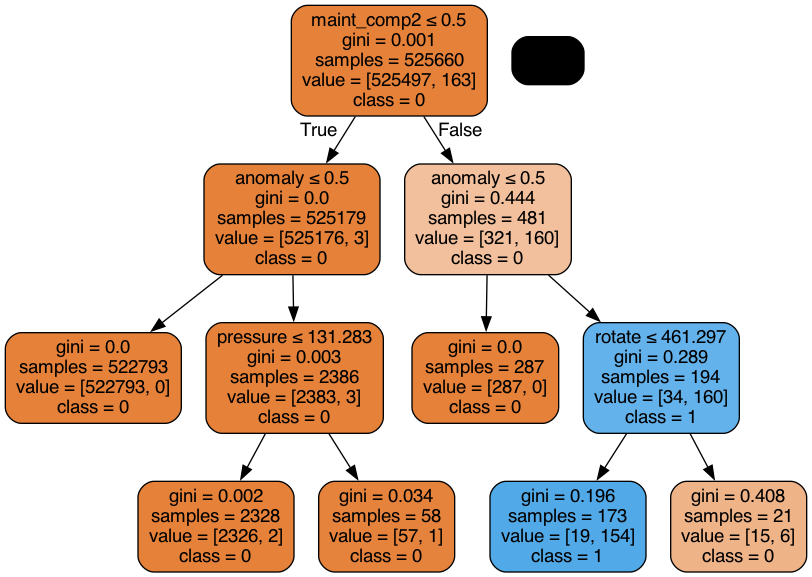 maint_comp2 ≤ 0.5
gini = 0.001
samples = 525660
value = [525497, 163]
class = 0
True
False
anomaly ≤ 0.5
gini = 0.0
samples = 525179
value = [525176, 3]
class = 0
anomaly ≤ 0.5
gini = 0.444
samples = 481
value = [321, 160]
class = 0
gini = 0.0
samples = 522793
value = [522793, 0]
class = 0
pressure ≤ 131.283
gini = 0.003
samples = 2386
value = [2383, 3]
class = 0
gini = 0.0
samples = 287
value = [287, 0]
class = 0
rotate ≤ 461.297
gini = 0.289
samples = 194
value = [34, 160]
class = 1
gini = 0.002
samples = 2328
value = [2326, 2]
class = 0
gini = 0.034
samples = 58
value = [57, 1]
class = 0
gini = 0.196
samples = 173
value = [19, 154]
class = 1
gini = 0.408
samples = 21
value = [15, 6]
class = 0